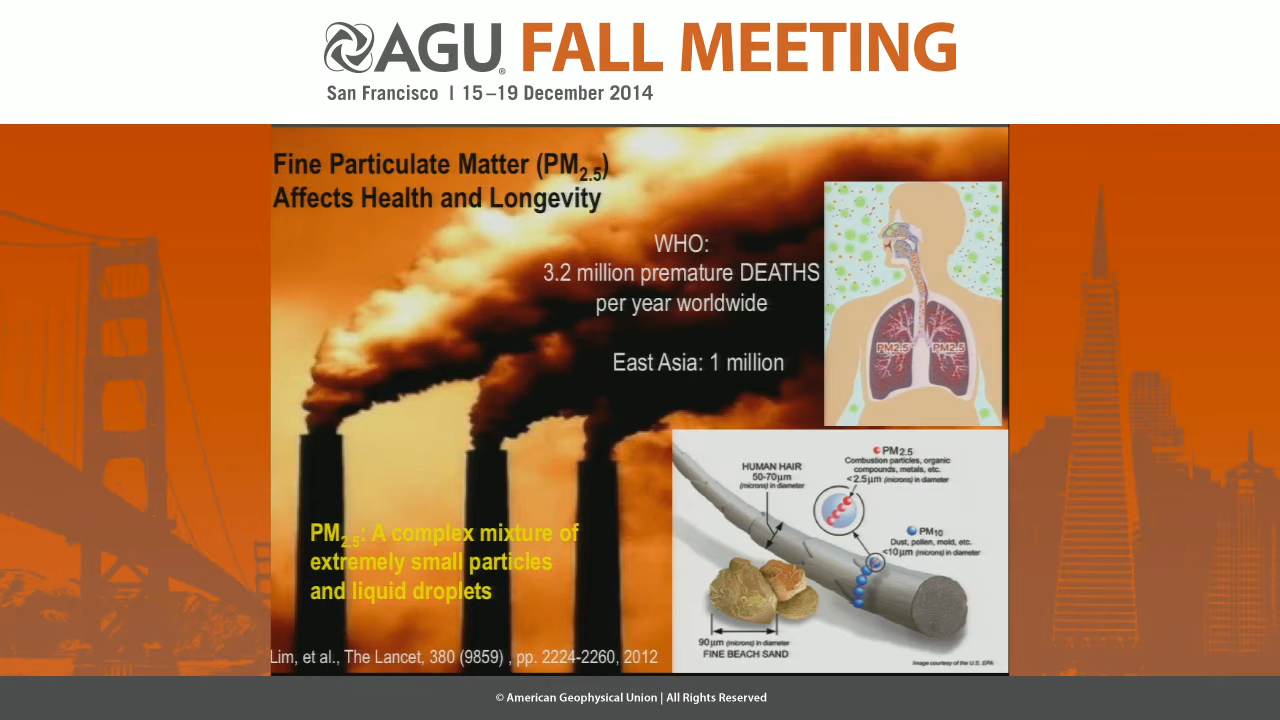 AGU® FALL MEETING
San Francisco | 15–19 December 2014
Fine Particulate Matter (PM2.5)
Affects Health and Longevity
WHO:
3.2 million premature DEATHS
per year worldwide
East Asia: 1 million
PM2.5 PM2.5
PM2.5: A complex mixture of
extremely small particles
and liquid droplets
Lim, et al., The Lancet, 380 (9859) , pp. 2224-2260, 2012
HUMAN HAIR
50-70μm
(microns) in diameter
PM2.5
Combustion particles, organic
compounds, metals, etc.
<2.5μm (microns) in diameter
PM10
Dust, pollen, mold, etc.
<10μm (microns) in diameter
90μm (microns) in diameter
FINE BEACH SAND
Image courtesy of the U.S. EPA
© American Geophysical Union | All Rights Reserved